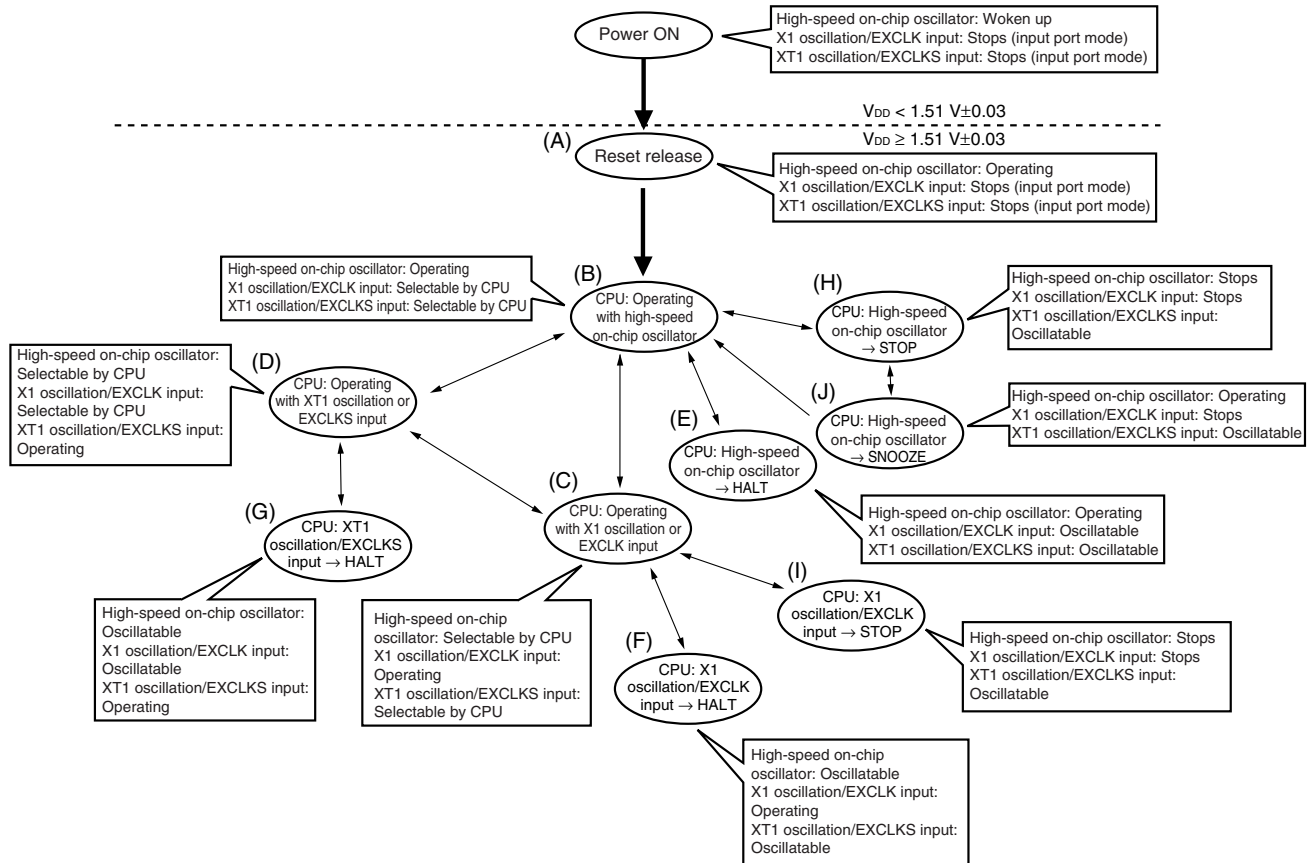 Power ON
High-speed on-chip oscillator: Woken up
X1 oscillation/EXCLK input: Stops (input port mode)
XT1 oscillation/EXCLKS input: Stops (input port mode)
VDD < 1.51 V±0.03
VDD ≥ 1.51 V±0.03
(A)
Reset release
High-speed on-chip oscillator: Operating
X1 oscillation/EXCLK input: Stops (input port mode)
XT1 oscillation/EXCLKS input: Stops (input port mode)
(B)
CPU: Operating
with high-speed
on-chip oscillator
High-speed on-chip oscillator: Operating
X1 oscillation/EXCLK input: Selectable by CPU
XT1 oscillation/EXCLKS input: Selectable by CPU
(H)
CPU: High-speed
on-chip oscillator
→ STOP
High-speed on-chip oscillator: Stops
X1 oscillation/EXCLK input: Stops
XT1 oscillation/EXCLKS input:
Oscillatable
(D)
CPU: Operating
with XT1 oscillation or
EXCLKS input
High-speed on-chip oscillator:
Selectable by CPU
X1 oscillation/EXCLK input:
Selectable by CPU
XT1 oscillation/EXCLKS input:
Operating
(J)
CPU: High-speed
on-chip oscillator
→ SNOOZE
High-speed on-chip oscillator: Operating
X1 oscillation/EXCLK input: Stops
XT1 oscillation/EXCLKS input: Oscillatable
(E)
CPU: High-speed
on-chip oscillator
→ HALT
High-speed on-chip oscillator: Operating
X1 oscillation/EXCLK input: Oscillatable
XT1 oscillation/EXCLKS input: Oscillatable
(C)
CPU: Operating
with X1 oscillation or
EXCLK input
High-speed on-chip
oscillator: Selectable by CPU
X1 oscillation/EXCLK input:
Operating
XT1 oscillation/EXCLKS input:
Selectable by CPU
(G)
CPU: XT1
oscillation/EXCLKS
input → HALT
High-speed on-chip oscillator:
Oscillatable
X1 oscillation/EXCLK input:
Oscillatable
XT1 oscillation/EXCLKS input:
Operating
(I)
CPU: X1
oscillation/EXCLK
input → STOP
High-speed on-chip oscillator: Stops
X1 oscillation/EXCLK input: Stops
XT1 oscillation/EXCLKS input:
Oscillatable
(F)
CPU: X1
oscillation/EXCLK
input → HALT
High-speed on-chip
oscillator: Oscillatable
X1 oscillation/EXCLK input:
Operating
XT1 oscillation/EXCLKS input:
Oscillatable